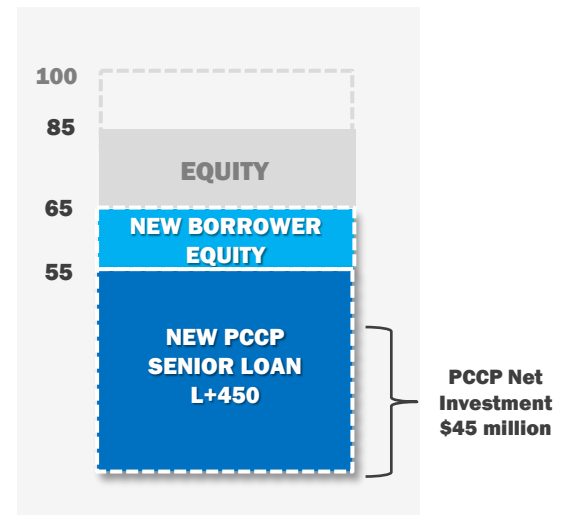 100
85
EQUITY
65
NEW BORROWER
EQUITY
55
NEW PCCP
SENIOR LOAN
L+450
PCCP Net
Investment
$45 million